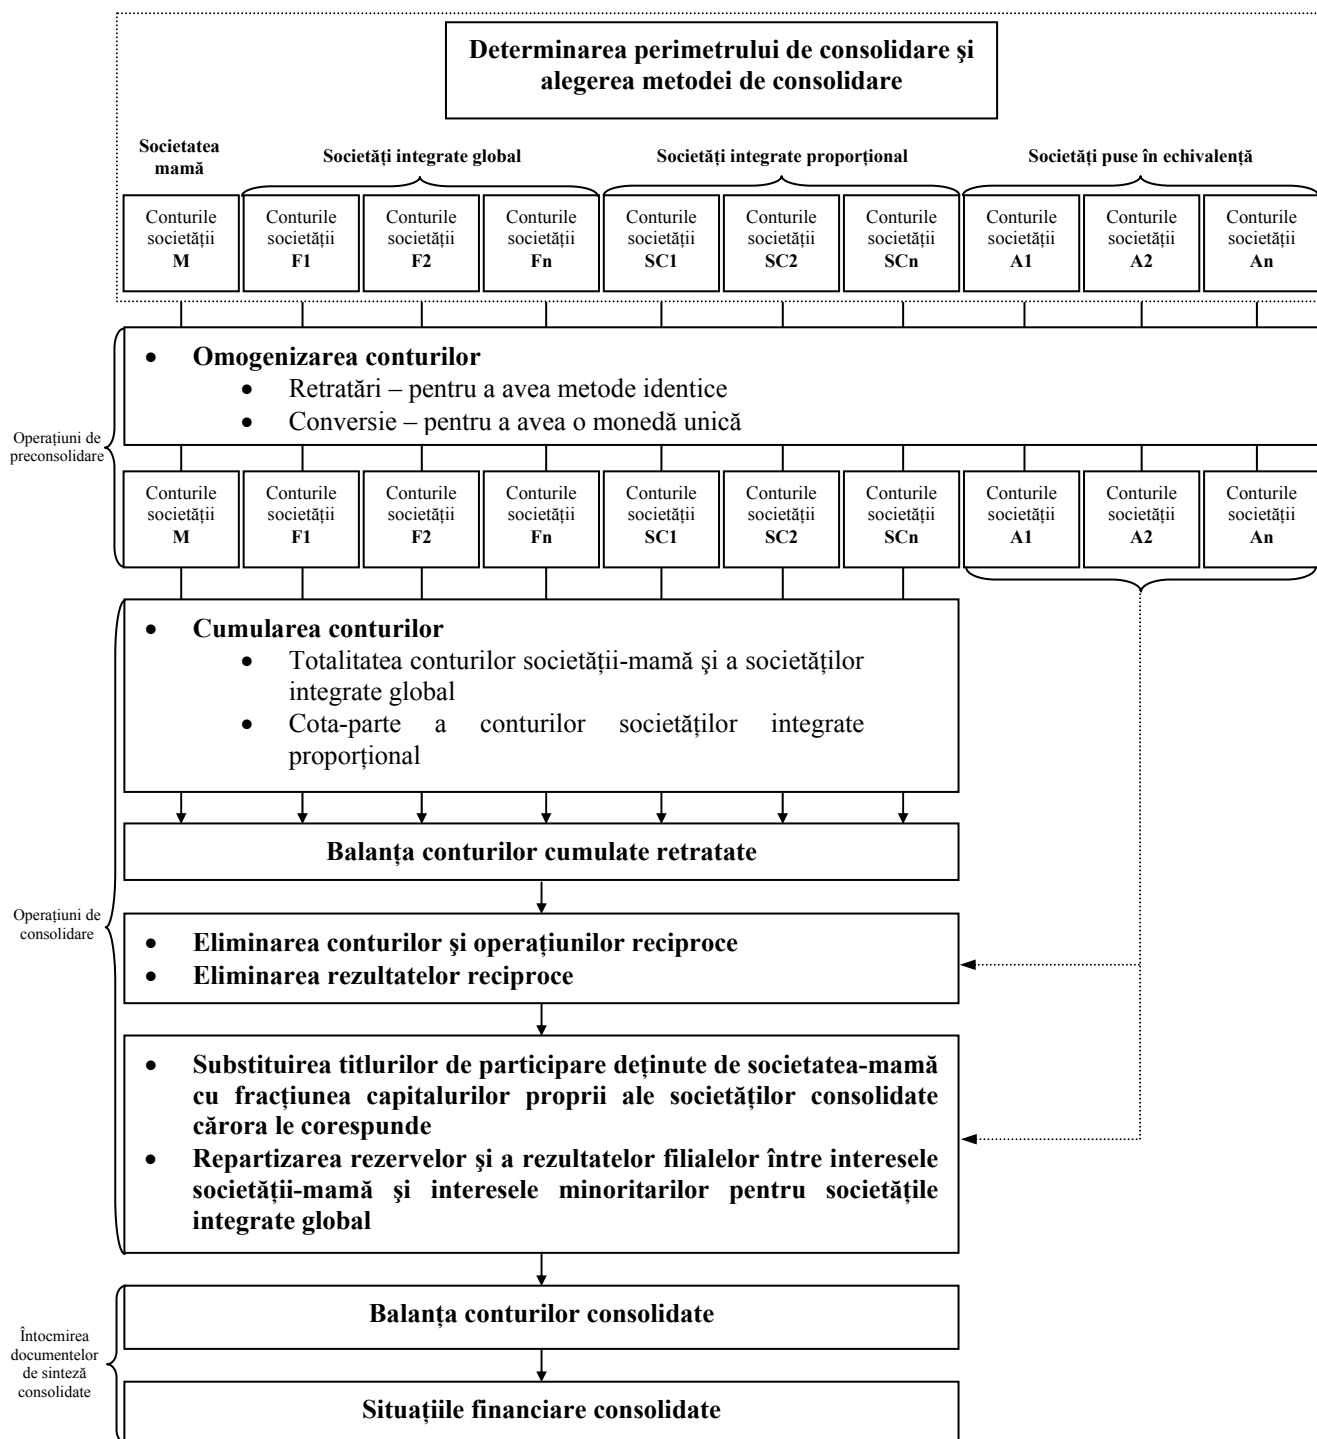 Determinarea perimetrului de consolidare şi
alegerea metodei de consolidare
Societatea
mamă
Societăți integrate global
Societăți integrate proporțional
Societăți puse în echivalență
Conturile
societății
M
Conturile
societății
F1
Conturile
societății
F2
Conturile
societății
Fn
Conturile
societății
SC1
Conturile
societății
SC2
Conturile
societății
SCn
Conturile
societății
A1
Conturile
societății
A2
Conturile
societății
An
Operațiuni de
preconsolidare
• Omogenizarea conturilor
• Retratări – pentru a avea metode identice
• Conversie – pentru a avea o monedă unică
Conturile
societății
M
Conturile
societății
F1
Conturile
societății
F2
Conturile
societății
Fn
Conturile
societății
SC1
Conturile
societății
SC2
Conturile
societății
SCn
Conturile
societății
A1
Conturile
societății
A2
Conturile
societății
An
Operațiuni de
consolidare
• Cumularea conturilor
• Totalitatea conturilor societății-mamă şi a societăților
integrate global
• Cota-parte a conturilor societăților integrate
proporțional
Balanța conturilor cumulate retratate
• Eliminarea conturilor şi operațiunilor reciproce
• Eliminarea rezultatelor reciproce
• Substituirea titlurilor de participare deținute de societatea-mamă
cu fracțiunea capitalurilor proprii ale societăților consolidate
cărora le corespunde
• Repartizarea rezervelor şi a rezultatelor filialelor între interesele
societății-mamă şi interesele minoritarilor pentru societățile
integrate global
Întocmirea
documentelor
de sinteză
consolidate
Balanța conturilor consolidate
Situațiile financiare consolidate